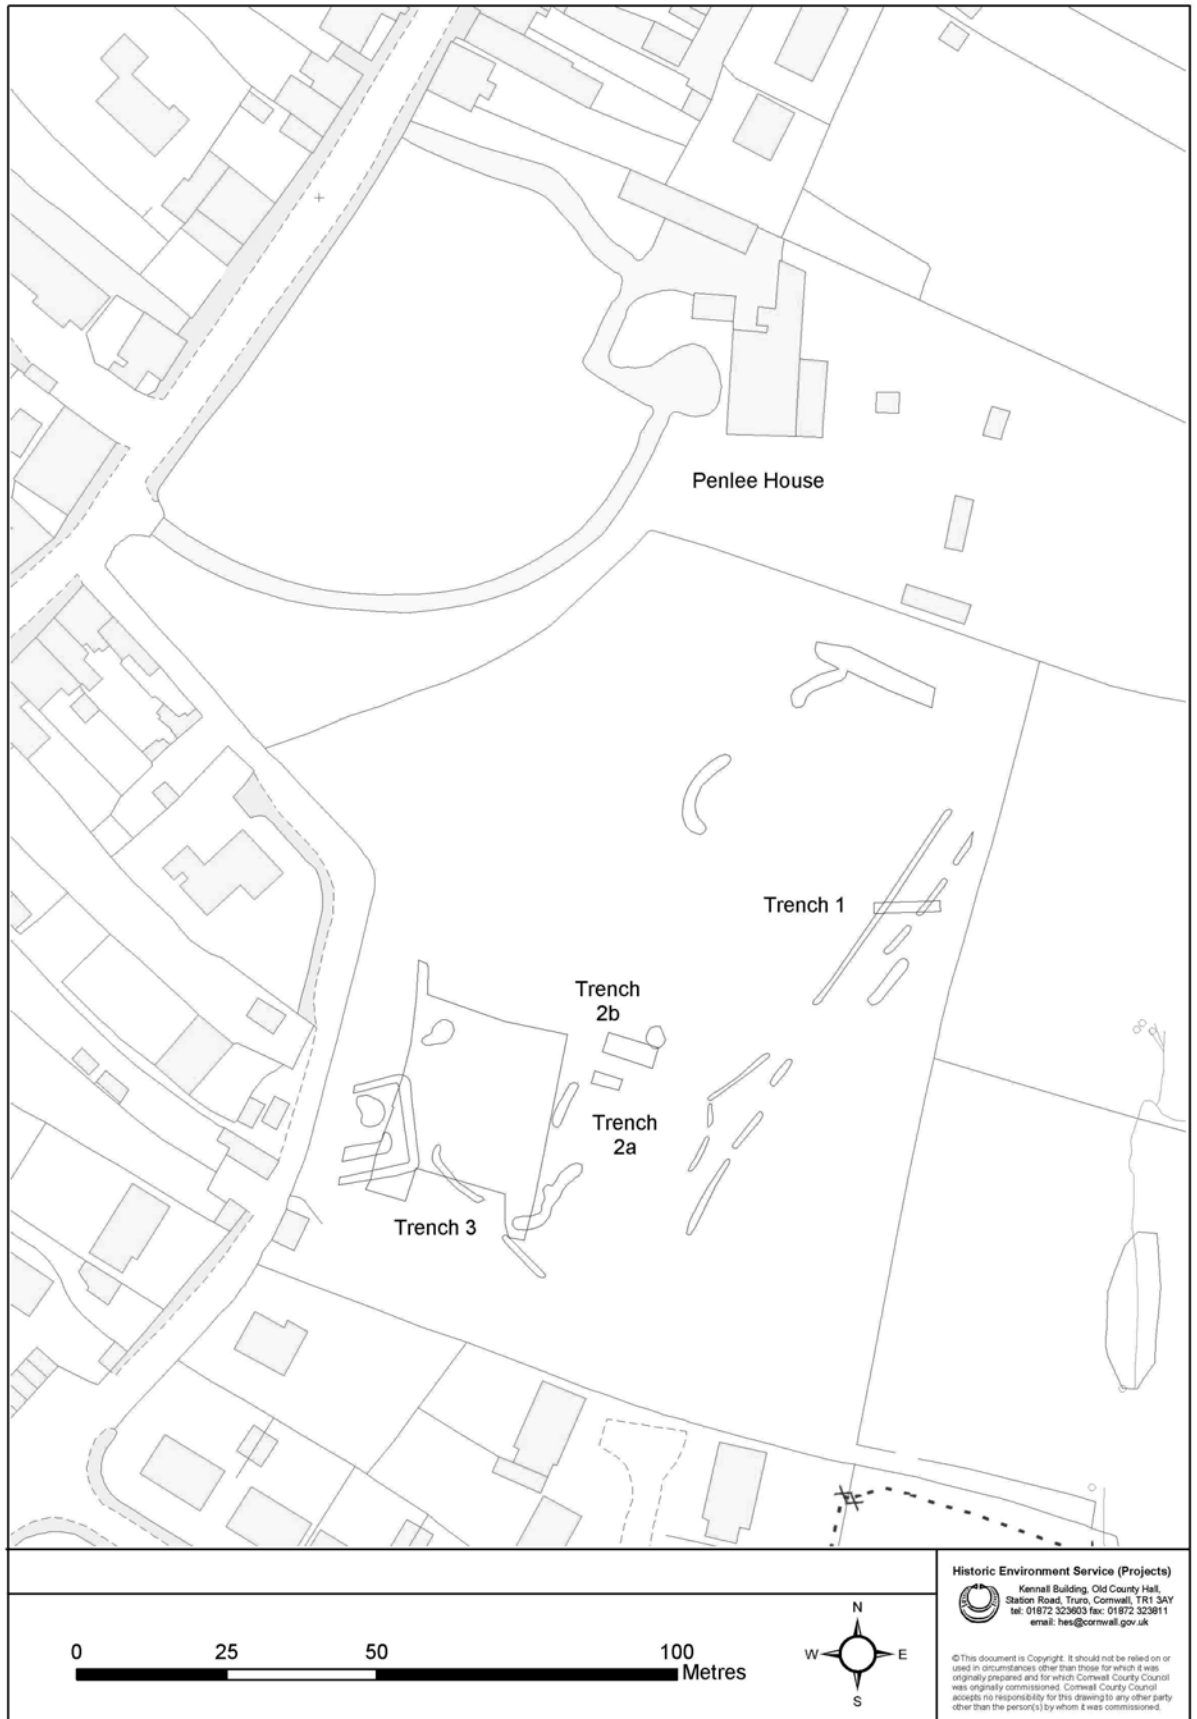 Penlee House
Trench 1
Trench
2b
Trench
2a
Trench 3
0 25 50 100
Metres
N
W E
S
Historic Environment Service (Projects)
Kennall Building, Old County Hall,
Station Road, Truro, Cornwall, TR1 3AY
tel: 01872 323603 fax: 01872 323811
email: hes@cornwall.gov.uk
©This document is Copyright. It should not be relied on or
used in circumstances other than those for which it was
originally prepared and for which Cornwall County Council
was originally commissioned. Cornwall County Council
accepts no responsibility for this drawing to any other party
other than the person(s) by whom it was commissioned.